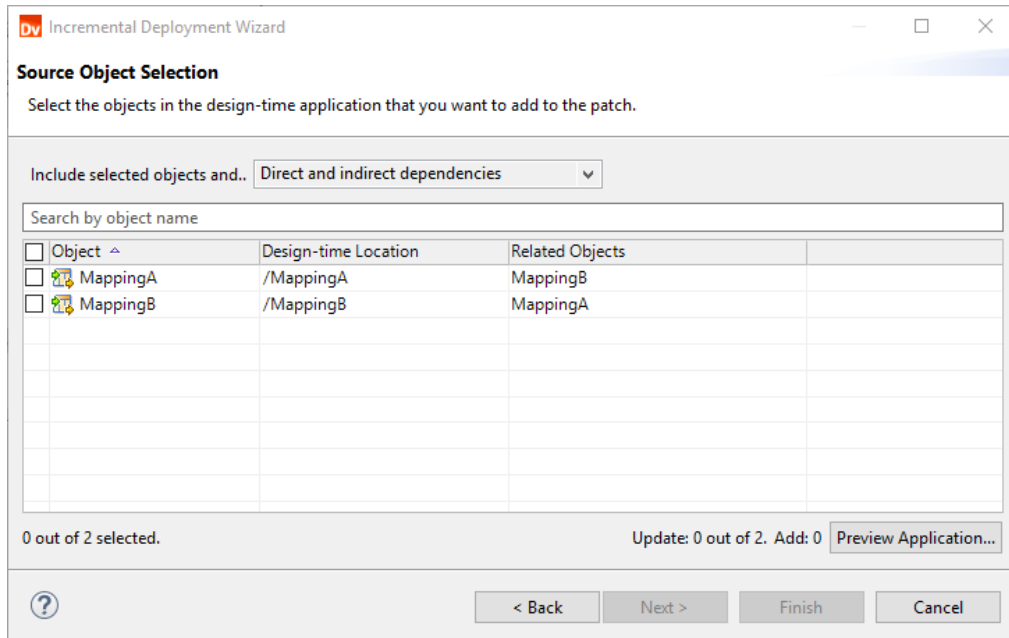 Dv Incremental Deployment Wizard
Source Object Selection
Select the objects in the design-time application that you want to add to the patch.
Include selected objects and.. Direct and indirect dependencies
Search by object name
Object Design-time Location Related Objects
MappingA /MappingA MappingB
MappingB /MappingB MappingA
0 out of 2 selected. Update: 0 out of 2. Add: 0 Preview Application...
? < Back Next > Finish Cancel